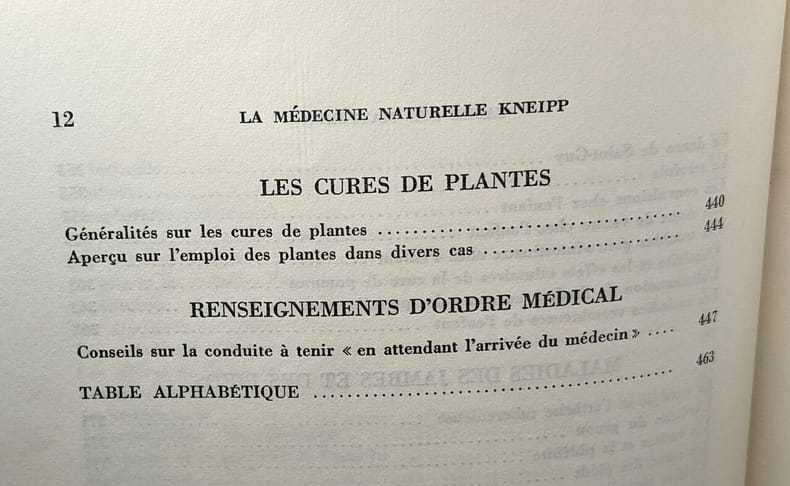 12
LA MÉDECINE NATURELLE KNEIPP
LES CURES DE PLANTES
Généralités sur les cures de plantes ................................. 440
Aperçu sur l'emploi des plantes dans divers cas ..................... 444
RENSEIGNEMENTS D'ORDRE MÉDICAL
Conseils sur la conduite à tenir « en attendant l'arrivée du médecin » .... 447
TABLE ALPHABÉTIQUE ........................................ 463